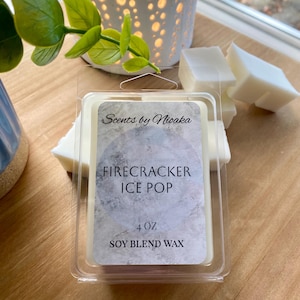 Scents by Nicaka
FIRECRACKER
ICE POP
4 OZ
SOY BLEND WAX